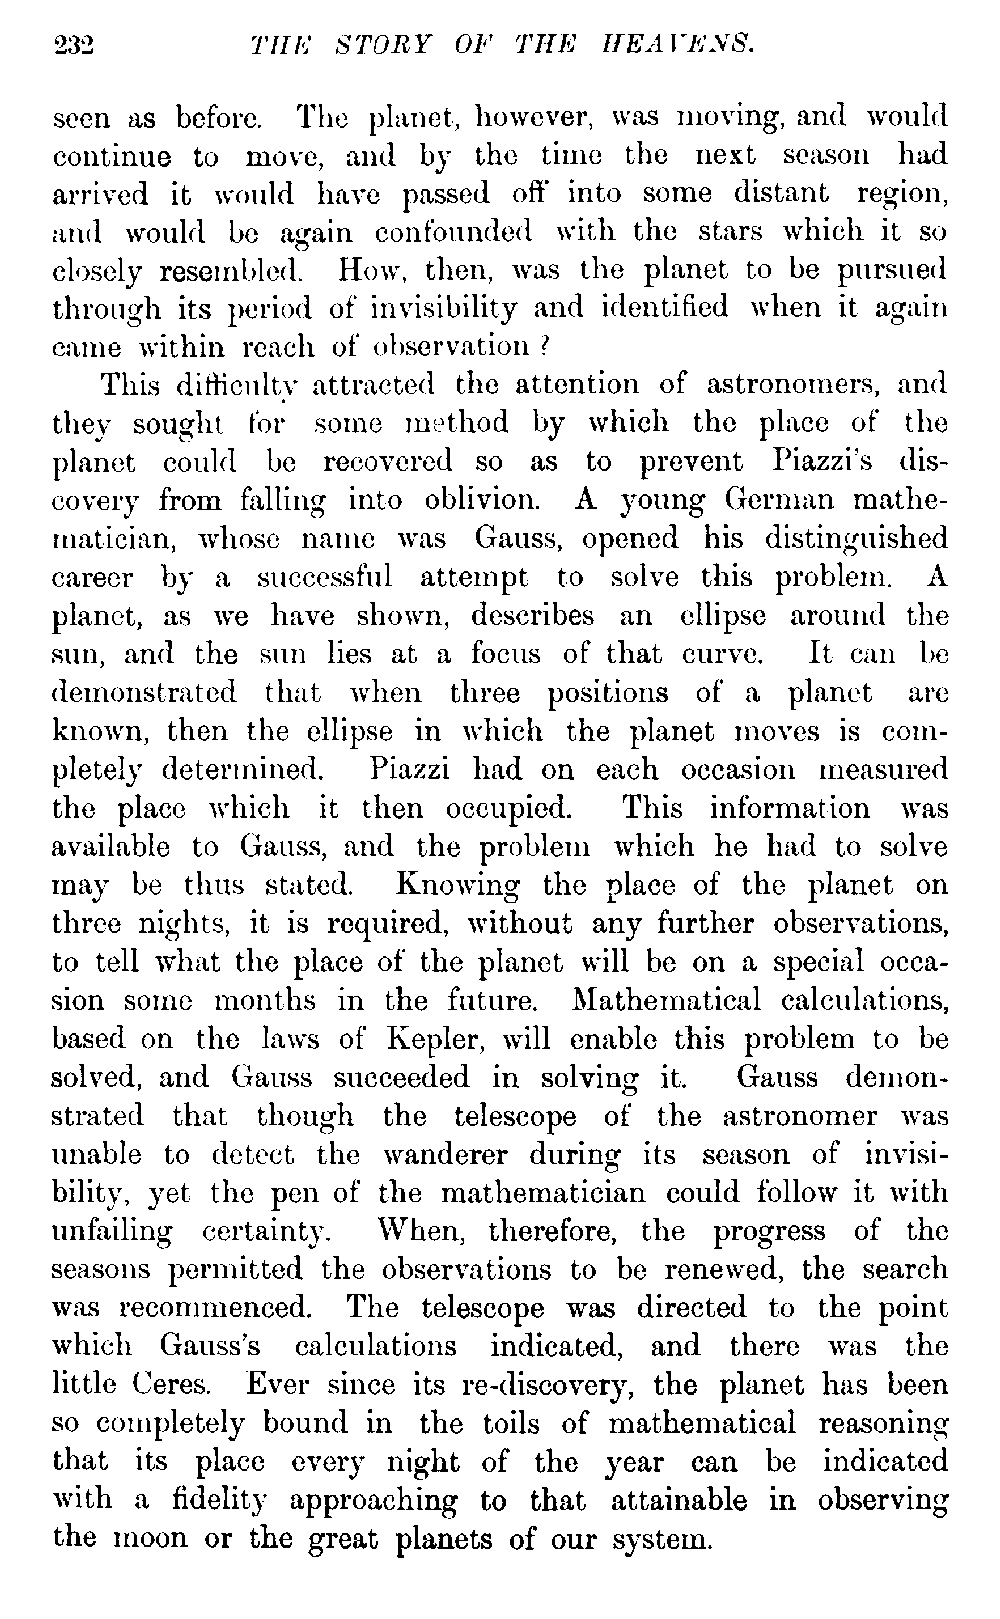 232 THE STORY OF THE HEAVENS.
seen as before. The planet, however, was moving, and would
continue to move, and by the time the next season had
arrived it would have passed off into some distant region,
and would be again confounded with the stars which it so
closely resembled. How, then, was the planet to be pursued
through its period of invisibility and identified when it again
came within reach of observation ?
This difficulty attracted the attention of astronomers, and
they sought for some method by which the place of the
planet could be recovered so as to prevent Piazzi's dis-
covery from falling into oblivion. A young German mathe-
matician, whose name was Gauss, opened his distinguished
career by a successful attempt to solve this problem. A
planet, as we have shown, describes an ellipse around the
sun, and the sun lies at a focus of that curve. It can be
demonstrated that when three positions of a planet are
known, then the ellipse in which the planet moves is com-
pletely determined. Piazzi had on each occasion measured
the place which it then occupied. This information was
available to Gauss, and the problem which he had to solve
may be thus stated. Knowing the place of the planet on
three nights, it is required, without any further observations,
to tell what the place of the planet will be on a special occa-
sion some months in the future. Mathematical calculations,
based on the laws of Kepler, will enable this problem to be
solved, and Gauss succeeded in solving it. Gauss demon-
strated that though the telescope of the astronomer was
unable to detect the wanderer during its season of invisi-
bility, yet the pen of the mathematician could follow it with
unfailing certainty. When, therefore, the progress of the
seasons permitted the observations to be renewed, the search
was recommenced. The telescope was directed to the point
which Gauss's calculations indicated, and there was the
little Ceres. Ever since its re-discovery, the planet has been
so completely bound in the toils of mathematical reasoning
that its place every night of the year can be indicated
with a fidelity approaching to that attainable in observing
the moon or the great planets of our system.